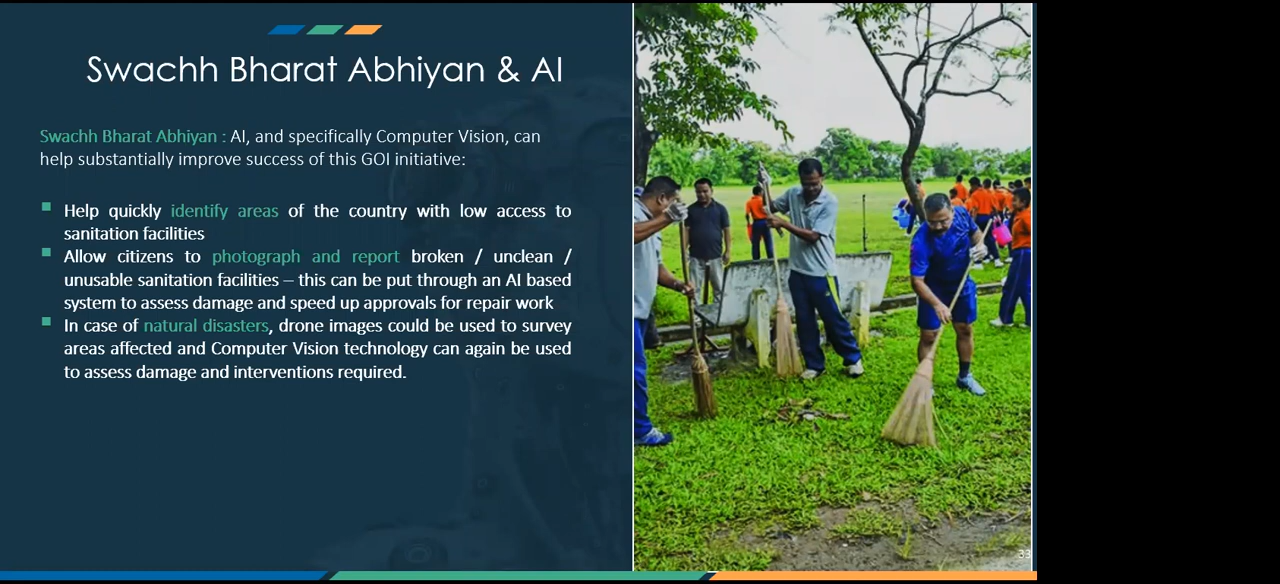 Swachh Bharat Abhiyan & AI
Swachh Bharat Abhiyan : AI, and specifically Computer Vision, can
help substantially improve success of this GOI initiative:
Help quickly identify areas of the country with low access to
sanitation facilities
Allow citizens to photograph and report broken / unclean /
unusable sanitation facilities – this can be put through an AI based
system to assess damage and speed up approvals for repair work
In case of natural disasters, drone images could be used to survey
areas affected and Computer Vision technology can again be used
to assess damage and interventions required.
33